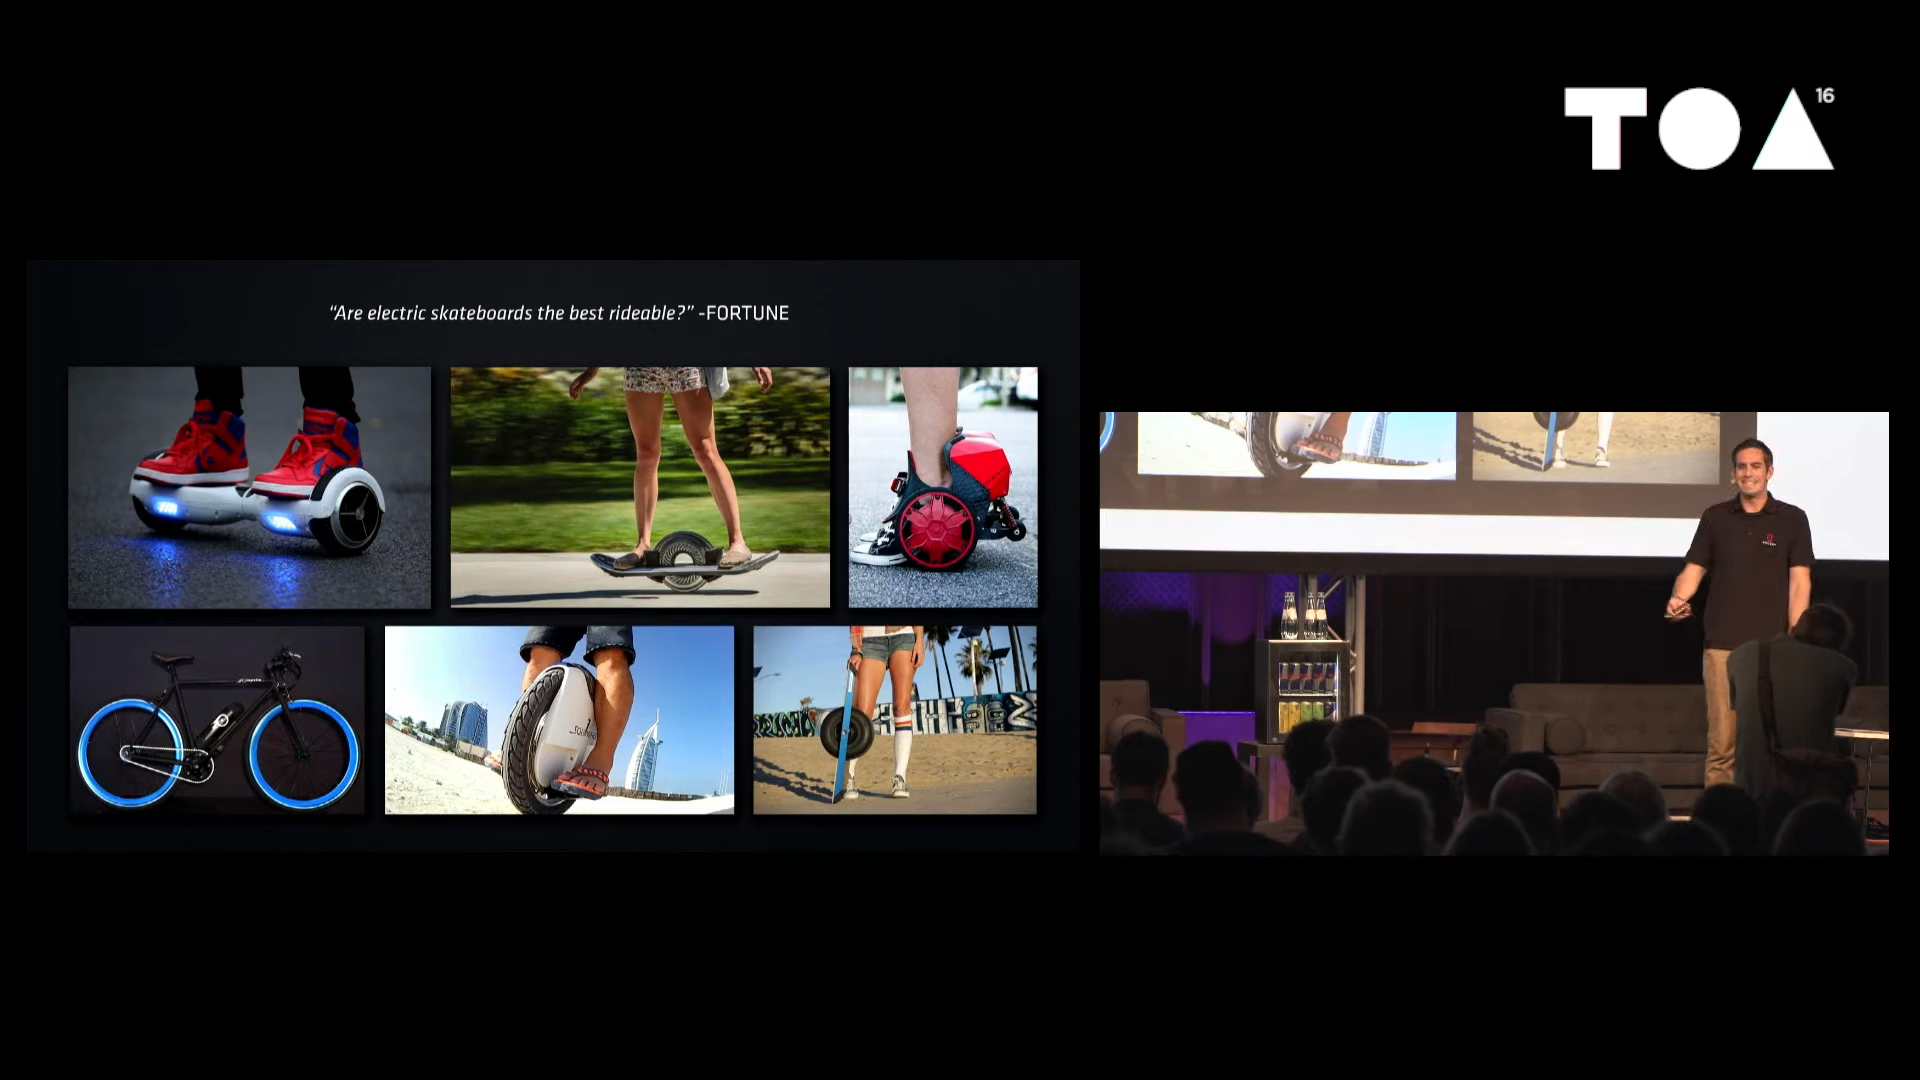 TOA 16
“Are electric skateboards the best rideable?” -FORTUNE